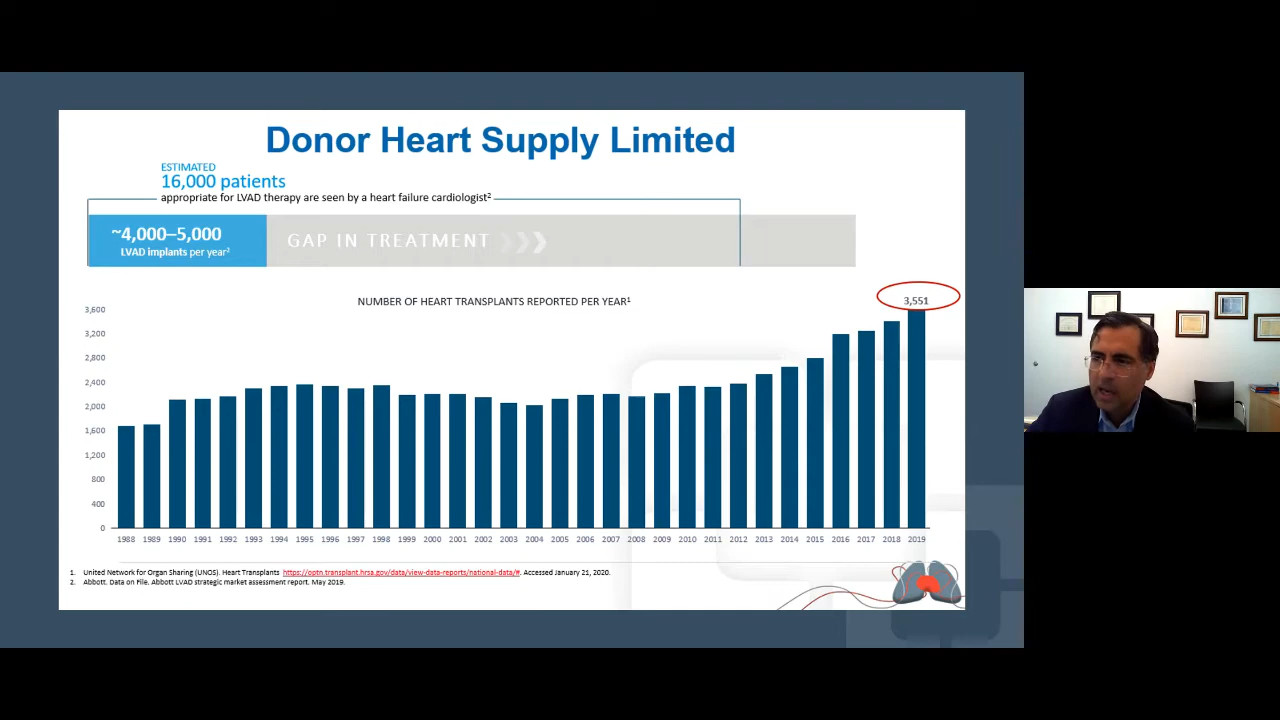 Donor Heart Supply Limited
ESTIMATED
16,000 patients
appropriate for LVAD therapy are seen by a heart failure cardiologist²
~4,000–5,000
LVAD implants per year²
GAP IN TREATMENT
NUMBER OF HEART TRANSPLANTS REPORTED PER YEAR¹
3,551
3,600
3,200
2,800
2,400
2,000
1,600
1,200
800
400
0
1988 1989 1990 1991 1992 1993 1994 1995 1996 1997 1998 1999 2000 2001 2002 2003 2004 2005 2006 2007 2008 2009 2010 2011 2012 2013 2014 2015 2016 2017 2018 2019
1. United Network for Organ Sharing (UNOS). Heart Transplants https://optn.transplant.hrsa.gov/data/view-data-reports/national-data/#. Accessed January 21, 2020.
2. Abbott. Data on File. Abbott LVAD strategic market assessment report. May 2019.